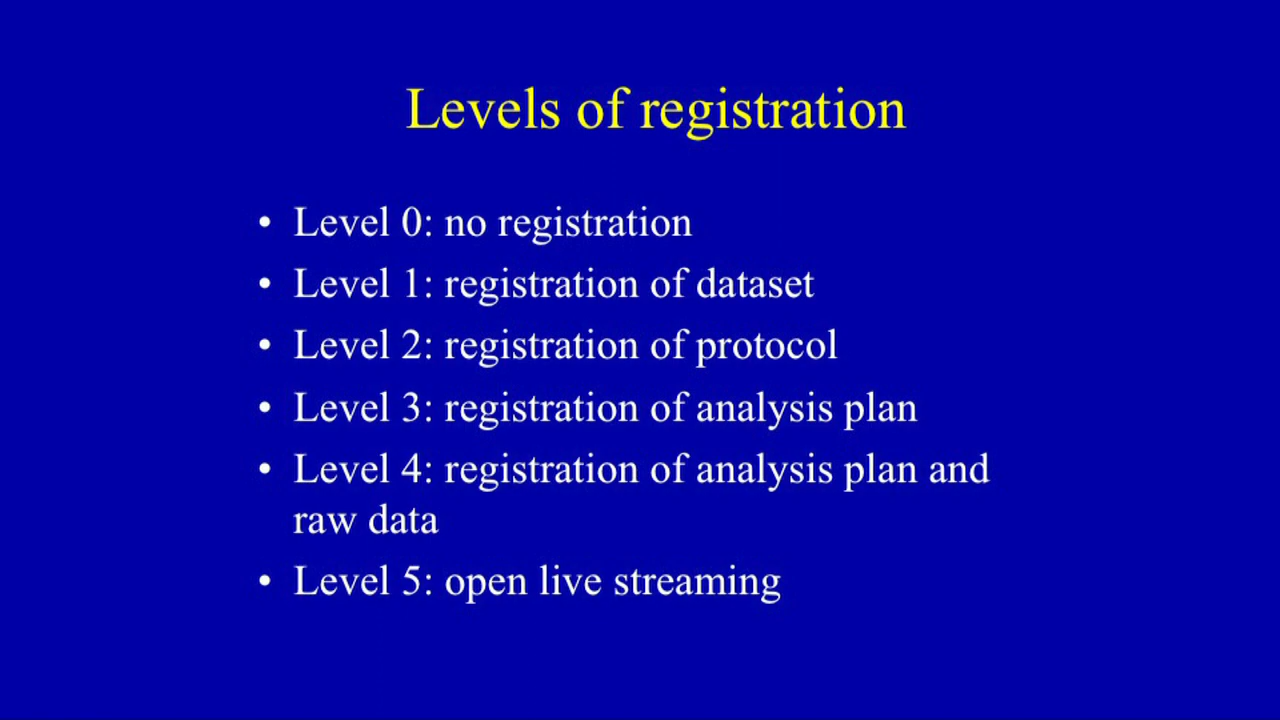 Levels of registration
• Level 0: no registration
• Level 1: registration of dataset
• Level 2: registration of protocol
• Level 3: registration of analysis plan
• Level 4: registration of analysis plan and
raw data
• Level 5: open live streaming